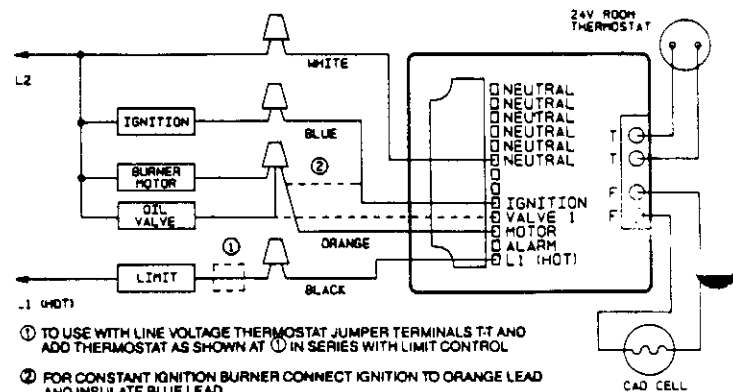 24V ROOM
THERMOSTAT
WHITE
L2
NEUTRAL
NEUTRAL
NEUTRAL
NEUTRAL
NEUTRAL
NEUTRAL
IGNITION
BLUE
T
T
BURNER
MOTOR
②
F
IGNITION
OIL
VALVE
VALVE 1
F
MOTOR
ORANGE
ALARM
①
L1 (HOT)
LIMIT
BLACK
L1 (HOT)
① TO USE WITH LINE VOLTAGE THERMOSTAT JUMPER TERMINALS T-T AND
ADD THERMOSTAT AS SHOWN AT ① IN SERIES WITH LIMIT CONTROL
② FOR CONSTANT IGNITION BURNER CONNECT IGNITION TO ORANGE LEAD
AND INSULATE BLUE LEAD
CAD CELL